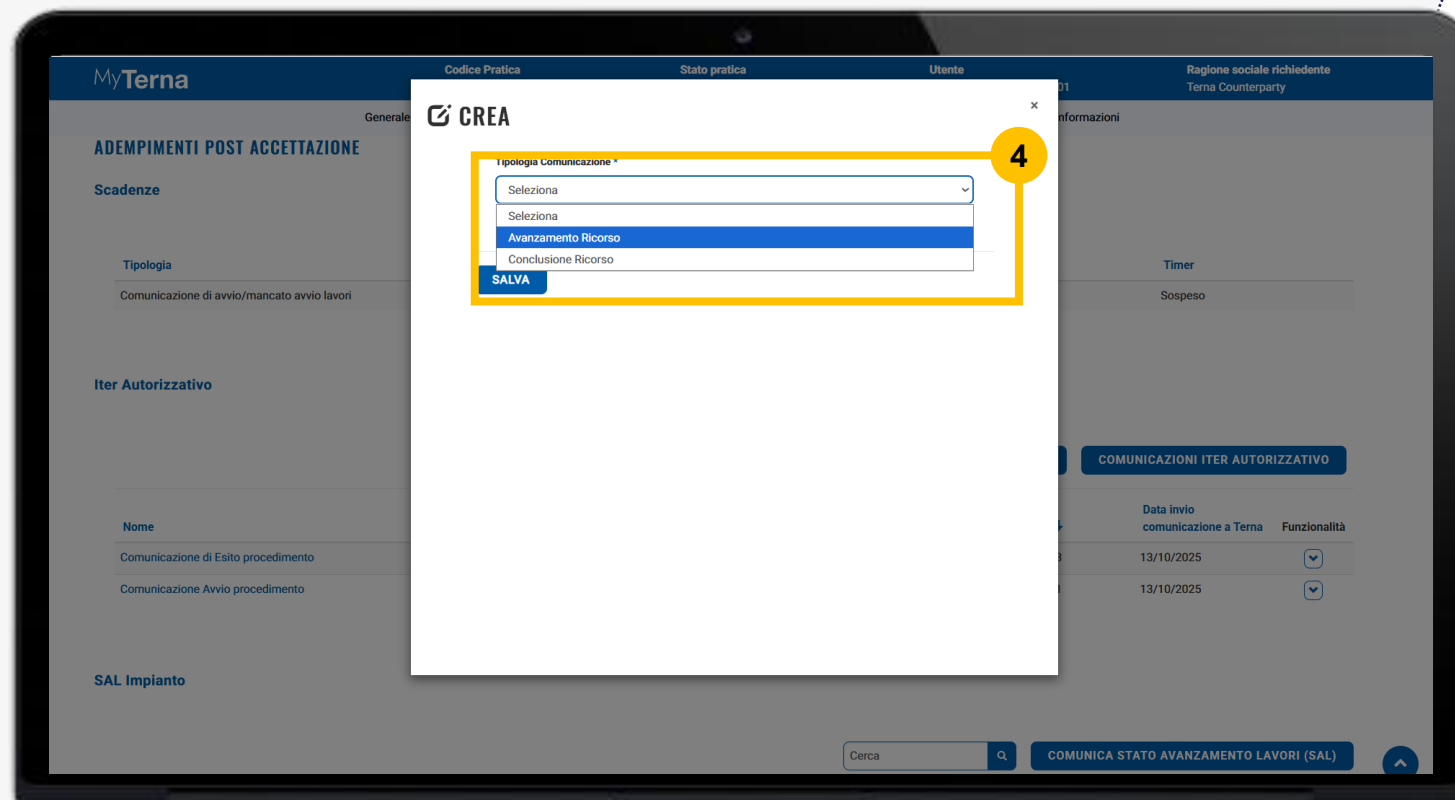 MyTerna
Codice Pratica
Stato pratica
Utente
Ragione sociale richiedente
01
Terna Counterparty
Generale
nformazioni
CREA
×
ADEMPIMENTI POST ACCETTAZIONE
Tipologia Comunicazione *
4
Scadenze
Seleziona
Seleziona
Avanzamento Ricorso
Conclusione Ricorso
SALVA
Tipologia
Timer
Comunicazione di avvio/mancato avvio lavori
Sospeso
Iter Autorizzativo
COMUNICAZIONI ITER AUTORIZZATIVO
Nome
Data invio
comunicazione a Terna
Funzionalità
Comunicazione di Esito procedimento
3
13/10/2025
Comunicazione Avvio procedimento
13/10/2025
SAL Impianto
Cerca
COMUNICA STATO AVANZAMENTO LAVORI (SAL)